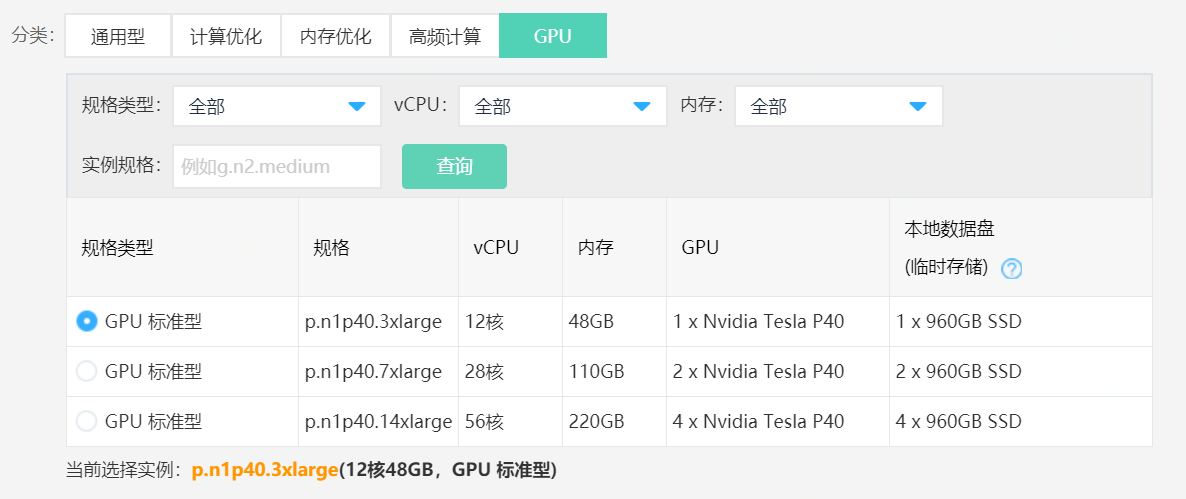 分类： 通用型 计算优化 内存优化 高频计算 GPU
规格类型： 全部 vCPU： 全部 内存： 全部
实例规格： 例如g.n2.medium 查询
规格类型 规格 vCPU 内存 GPU 本地数据盘
(临时存储) ?
GPU 标准型 p.n1p40.3xlarge 12核 48GB 1 x Nvidia Tesla P40 1 x 960GB SSD
GPU 标准型 p.n1p40.7xlarge 28核 110GB 2 x Nvidia Tesla P40 2 x 960GB SSD
GPU 标准型 p.n1p40.14xlarge 56核 220GB 4 x Nvidia Tesla P40 4 x 960GB SSD
当前选择实例：p.n1p40.3xlarge(12核48GB，GPU 标准型)